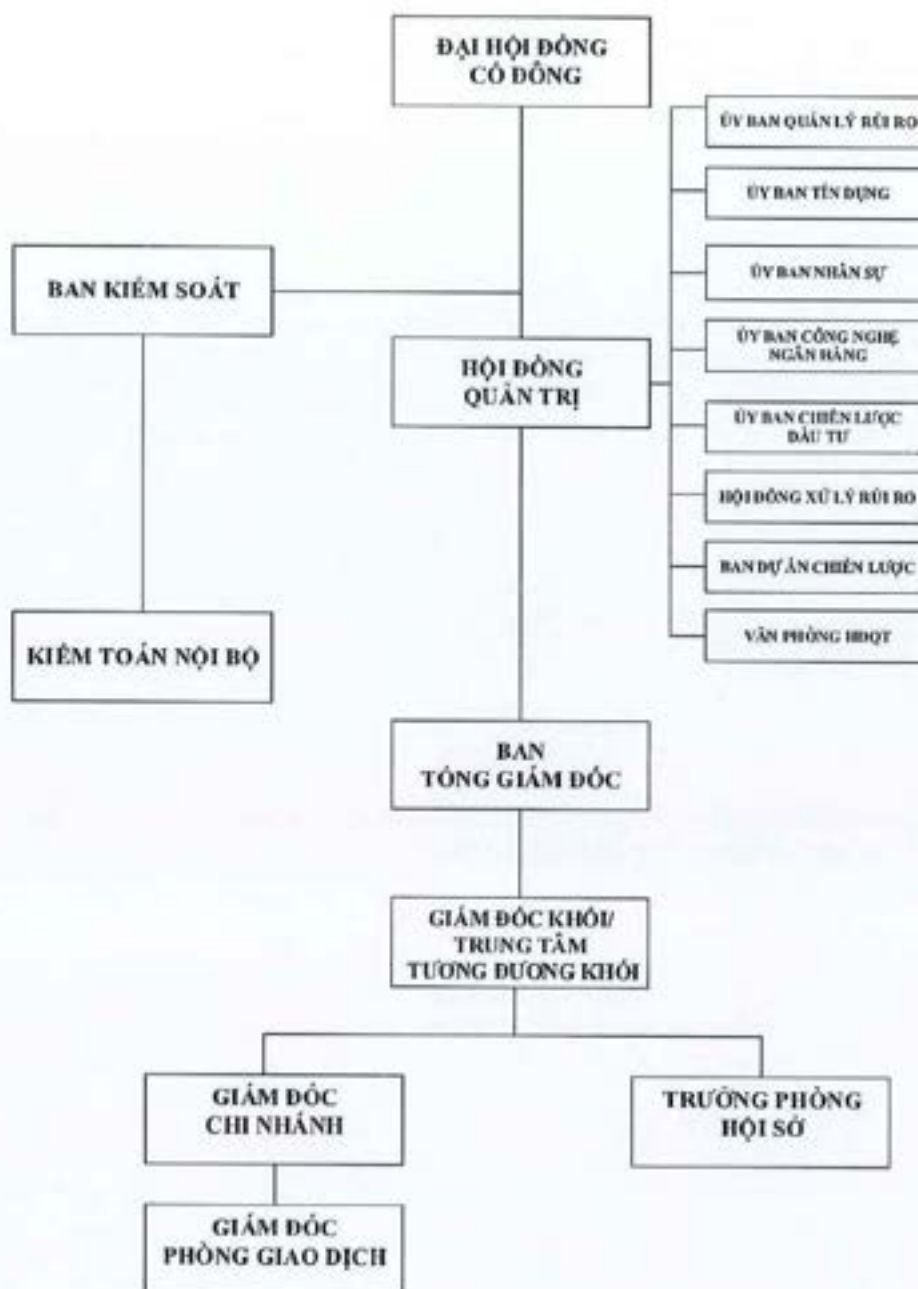 ĐẠI HỘI ĐỒNG
CỔ ĐÔNG
ỦY BAN QUẢN LÝ RỦI RO
ỦY BAN TÍN DỤNG
ỦY BAN NHÂN SỰ
ỦY BAN CÔNG NGHỆ
NGÂN HÀNG
ỦY BAN CHIẾN LƯỢC
ĐẦU TƯ
HỘI ĐỒNG XỬ LÝ RỦI RO
BAN DỰ ÁN CHIẾN LƯỢC
VĂN PHÒNG HĐQT
BAN KIỂM SOÁT
HỘI ĐỒNG
QUẢN TRỊ
KIỂM TOÁN NỘI BỘ
BAN
TỔNG GIÁM ĐỐC
GIÁM ĐỐC KHỐI/
TRUNG TÂM
TƯƠNG ĐƯƠNG KHỐI
GIÁM ĐỐC
CHI NHÁNH
TRƯỞNG PHÒNG
HỘI SỞ
GIÁM ĐỐC
PHÒNG GIAO DỊCH